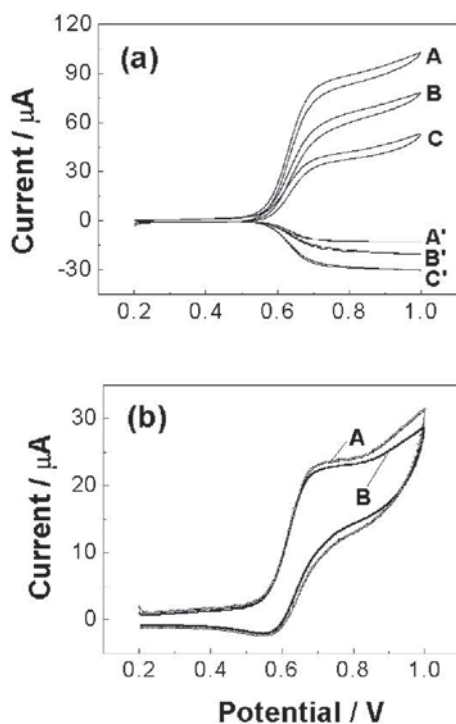 120
(a)
A
90
B
60
C
30
0
A'
B'
-30
C'
0.2 0.4 0.6 0.8 1.0
Current / μA
30
(b)
A
20
B
10
0
0.2 0.4 0.6 0.8 1.0
Current / μA
Potential / V